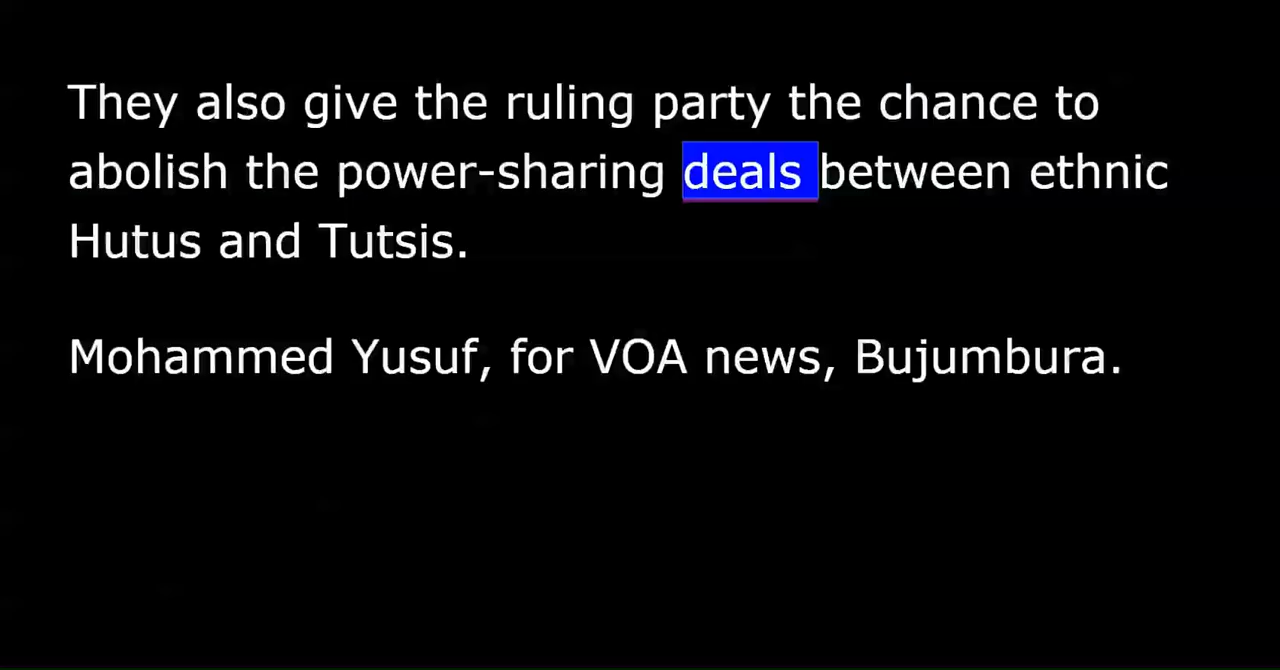 They also give the ruling party the chance to
abolish the power-sharing deals between ethnic
Hutus and Tutsis.
Mohammed Yusuf, for VOA news, Bujumbura.